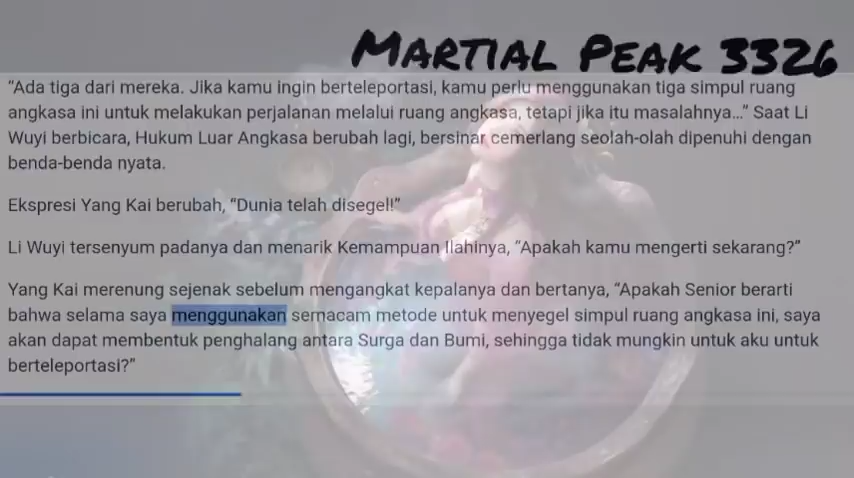 MARTIAL PEAK 3326
“Ada tiga dari mereka. Jika kamu ingin berteleportasi, kamu perlu menggunakan tiga simpul ruang
angkasa ini untuk melakukan perjalanan melalui ruang angkasa, tetapi jika itu masalahnya…” Saat Li
Wuyi berbicara, Hukum Luar Angkasa berubah lagi, bersinar cemerlang seolah-olah dipenuhi dengan
benda-benda nyata.
Ekspresi Yang Kai berubah, “Dunia telah disegel!”
Li Wuyi tersenyum padanya dan menarik Kemampuan Ilahinya, “Apakah kamu mengerti sekarang?”
Yang Kai merenung sejenak sebelum mengangkat kepalanya dan bertanya, “Apakah Senior berarti
bahwa selama saya menggunakan semacam metode untuk menyegel simpul ruang angkasa ini, saya
akan dapat membentuk penghalang antara Surga dan Bumi, sehingga tidak mungkin untuk aku untuk
berteleportasi?”